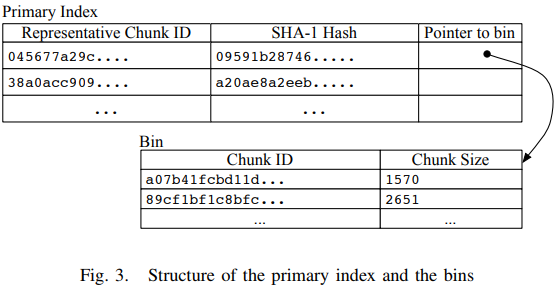 Primary Index
Representative Chunk ID SHA-1 Hash Pointer to bin
045677a29c.... 09591b28746.....
38a0acc909.... a20ae8a2eeb.....
... ...
Bin
Chunk ID Chunk Size
a07b41fcbd11d... 1570
89cf1bf1c8bfc... 2651
... ...
Fig. 3. Structure of the primary index and the bins